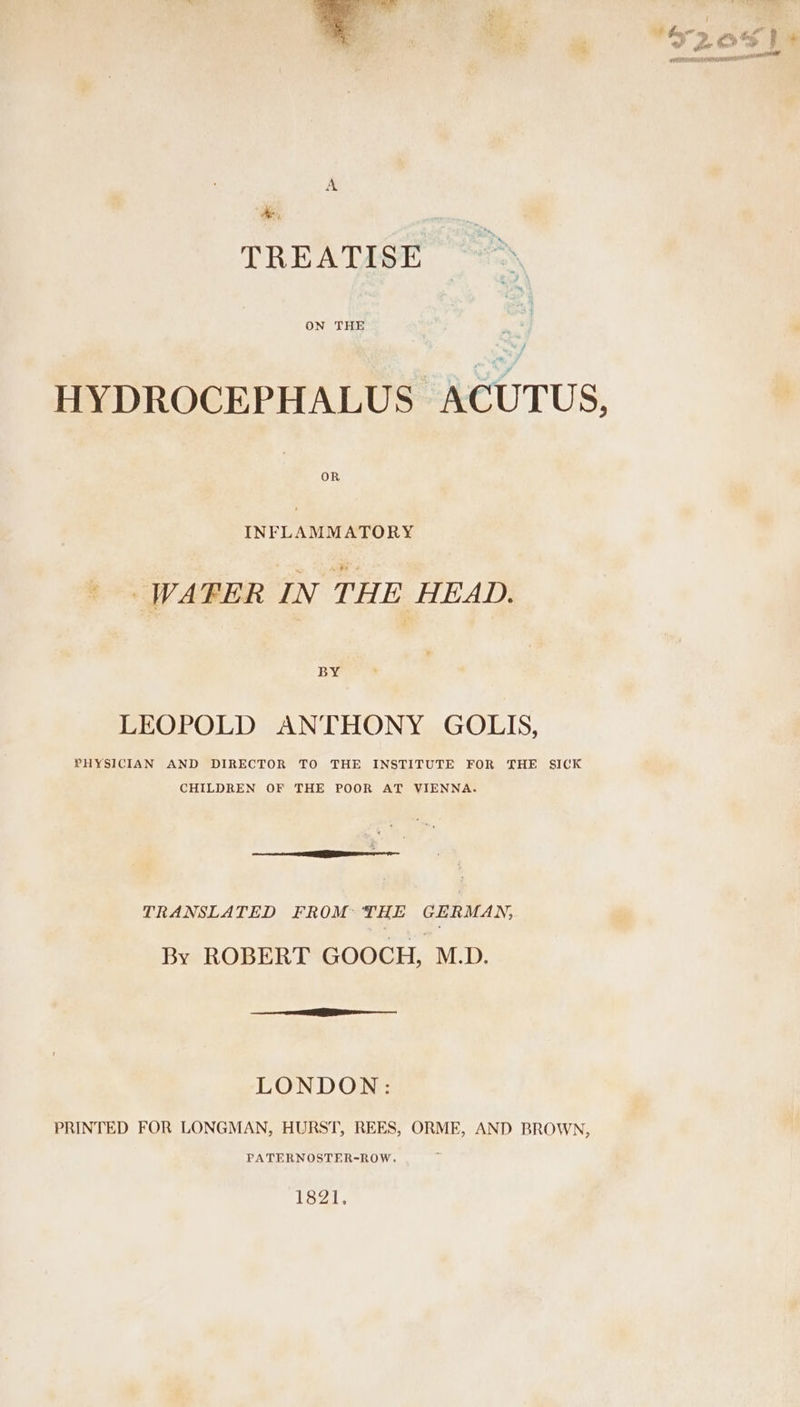 A
TREATISE
ON THE
HYDROCEPHALUS ACUTUS,
OR
INFLAMMATORY
WATER IN THE HEAD.
BY
LEOPOLD ANTHONY GOLIS,
PHYSICIAN AND DIRECTOR TO THE INSTITUTE FOR THE SICK
CHILDREN OF THE POOR AT VIENNA.
TRANSLATED FROM THE GERMAN,
By ROBERT GOOCH, M.D.
LONDON:
PRINTED FOR LONGMAN, HURST, REES, ORME, AND BROWN,
PATERNOSTER-ROW.
1821.